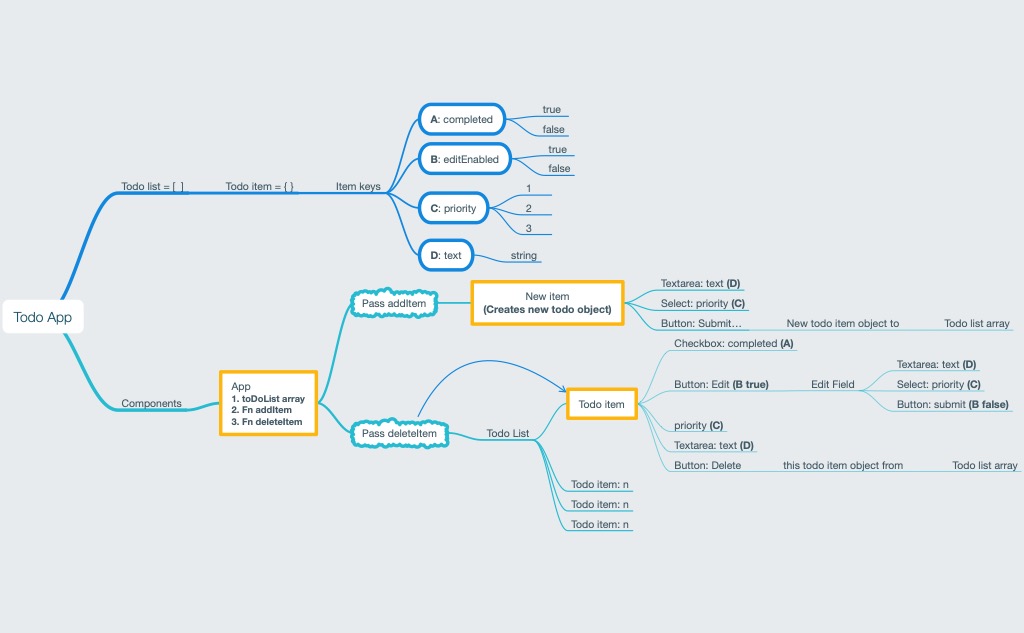 Todo App
Todo list = [  ]
Todo item = { }
Item keys
A: completed
true
false
B: editEnabled
true
false
C: priority
1
2
3
D: text
string
Components
App
1. toDoList array
2. Fn addItem
3. Fn deleteItem
Pass addItem
New item
(Creates new todo object)
Textarea: text (D)
Select: priority (C)
Button: Submit...
New todo item object to
Todo list array
Pass deleteItem
Todo List
Todo item
Checkbox: completed (A)
Button: Edit (B true)
Edit Field
Textarea: text (D)
Select: priority (C)
Button: submit (B false)
priority (C)
Textarea: text (D)
Button: Delete
this todo item object from
Todo list array
Todo item: n
Todo item: n
Todo item: n